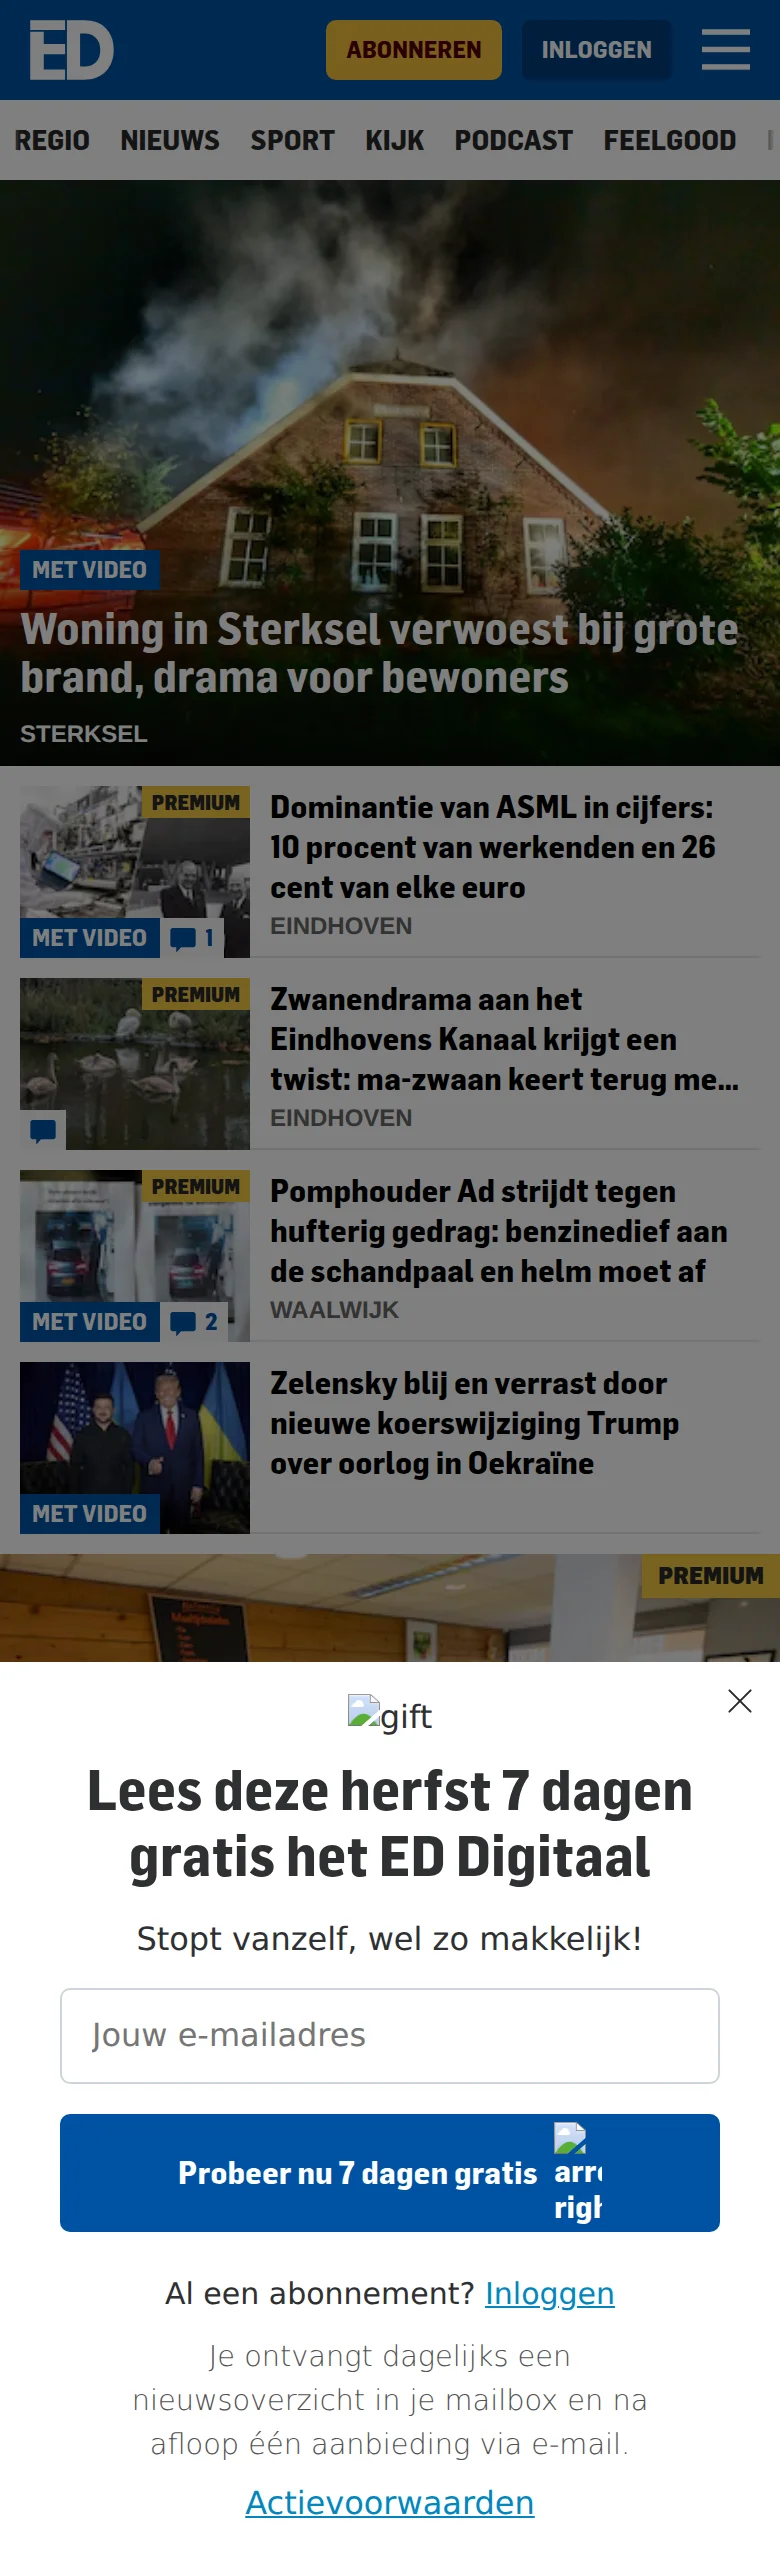 ED
ABONNEREN
INLOGGEN
REGIO NIEUWS SPORT KIJK PODCAST FEELGOOD
MET VIDEO
Woning in Sterksel verwoest bij grote
brand, drama voor bewoners
STERKSEL
PREMIUM
MET VIDEO
1
Dominantie van ASML in cijfers:
10 procent van werkenden en 26
cent van elke euro
EINDHOVEN
PREMIUM
Zwanendrama aan het
Eindhovens Kanaal krijgt een
twist: ma-zwaan keert terug me...
EINDHOVEN
PREMIUM
MET VIDEO
2
Pomphouder Ad strijdt tegen
hufterig gedrag: benzinedief aan
de schandpaal en helm moet af
WAALWIJK
MET VIDEO
Zelensky blij en verrast door
nieuwe koerswijziging Trump
over oorlog in Oekraïne
PREMIUM
gift
Lees deze herfst 7 dagen
gratis het ED Digitaal
Stopt vanzelf, wel zo makkelijk!
Jouw e-mailadres
Probeer nu 7 dagen gratis
Al een abonnement? Inloggen
Je ontvangt dagelijks een
nieuwsoverzicht in je mailbox en na
afloop één aanbieding via e-mail.
Actievoorwaarden